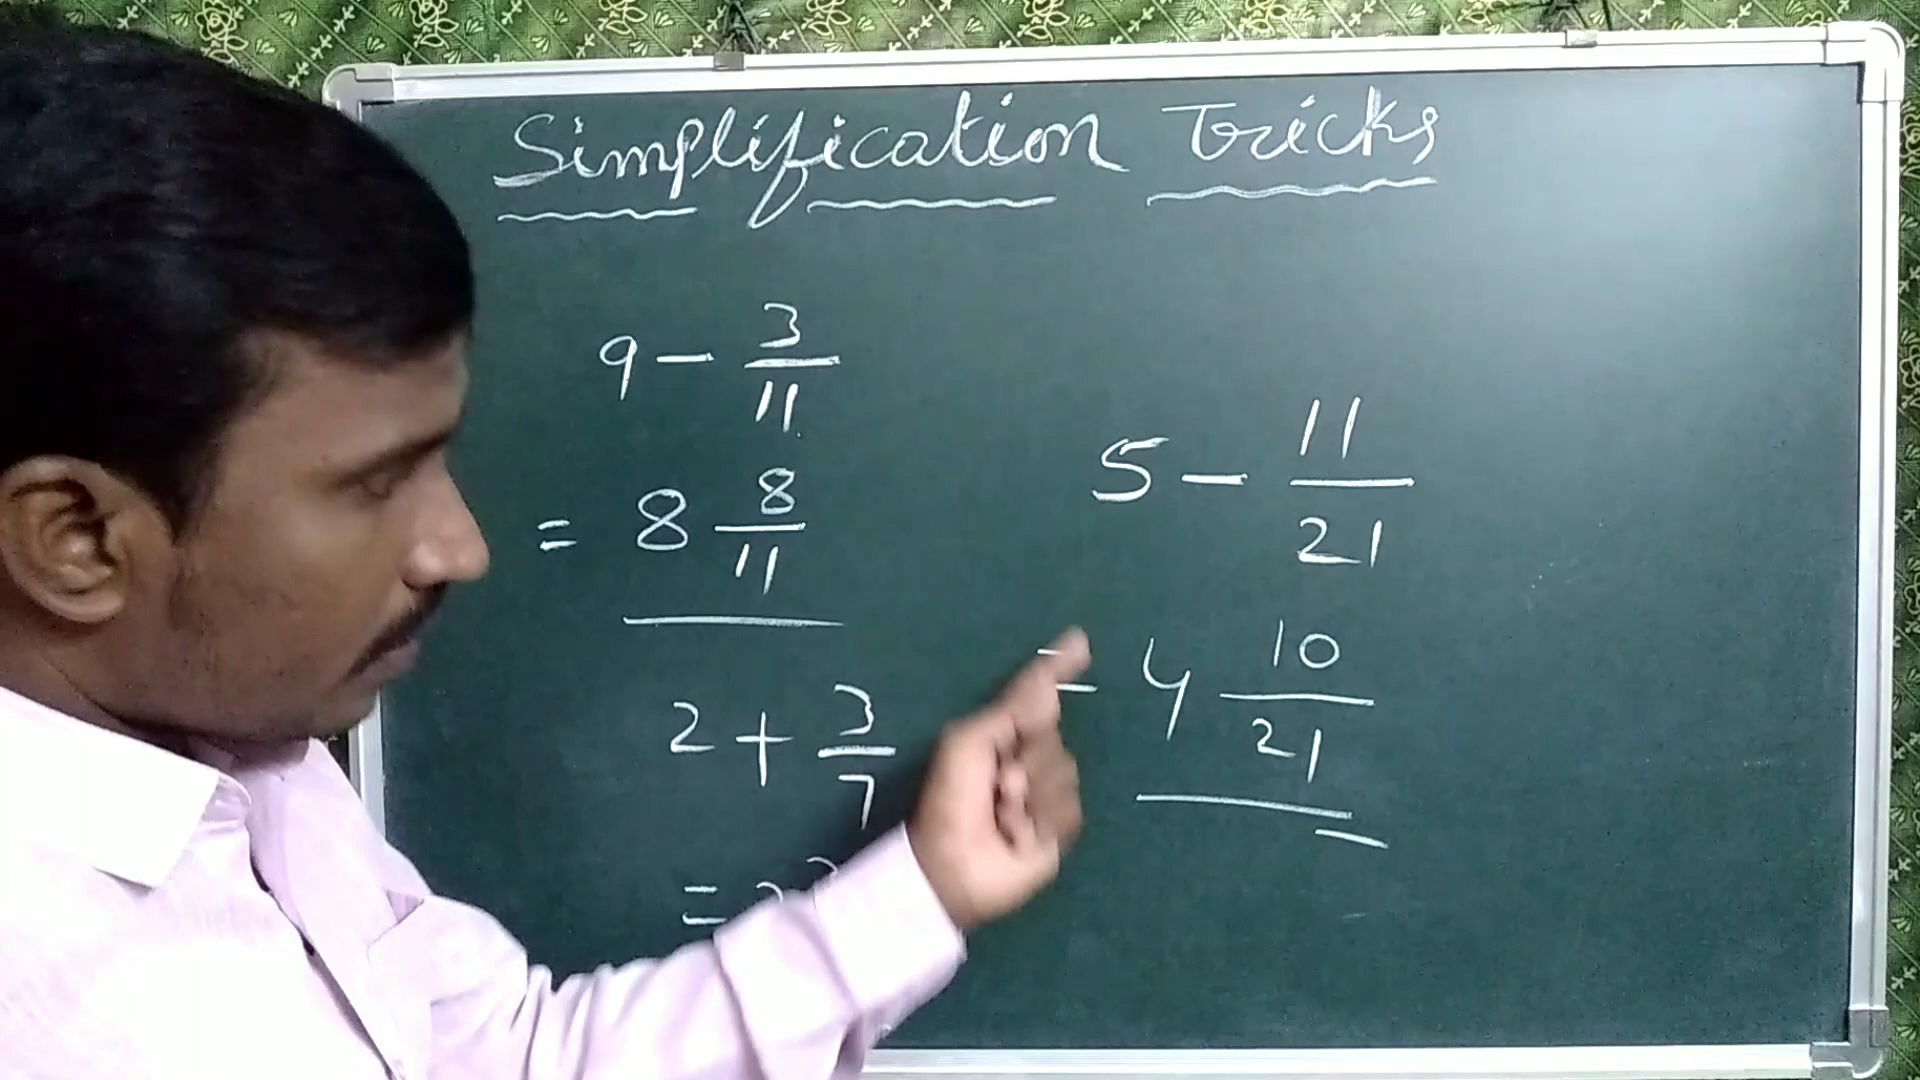 Simplification Tricks
9 - 3/11
= 8 8/11
2 + 3/7
=
5 - 11/21
= 4 10/21